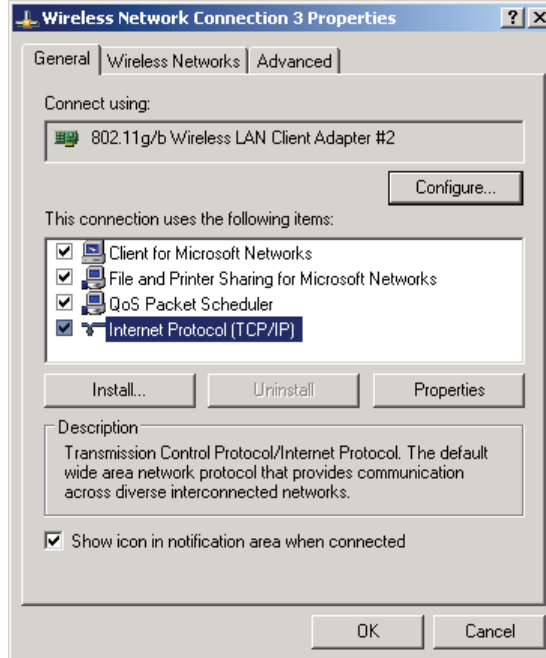 Wireless Network Connection 3 Properties
General Wireless Networks Advanced
Connect using:
802.11g/b Wireless LAN Client Adapter #2
Configure...
This connection uses the following items:
Client for Microsoft Networks
File and Printer Sharing for Microsoft Networks
QoS Packet Scheduler
Internet Protocol (TCP/IP)
Install... Uninstall Properties
Description
Transmission Control Protocol/Internet Protocol. The default
wide area network protocol that provides communication
across diverse interconnected networks.
Show icon in notification area when connected
OK Cancel